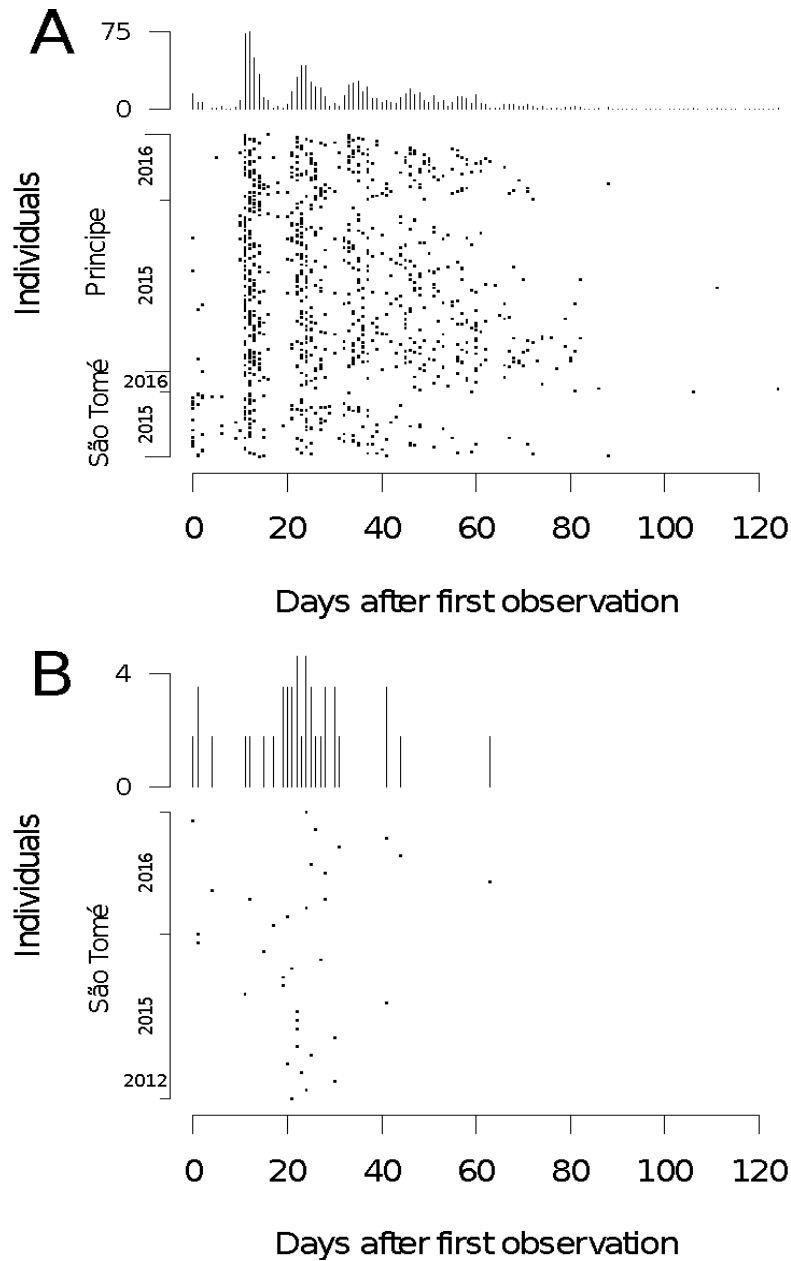 A
75
0
Individuals
Principe
São Tomé
2016
2015
2016
2015
0 20 40 60 80 100 120
Days after first observation
B
4
0
Individuals
São Tomé
2016
2015
2012
0 20 40 60 80 100 120
Days after first observation